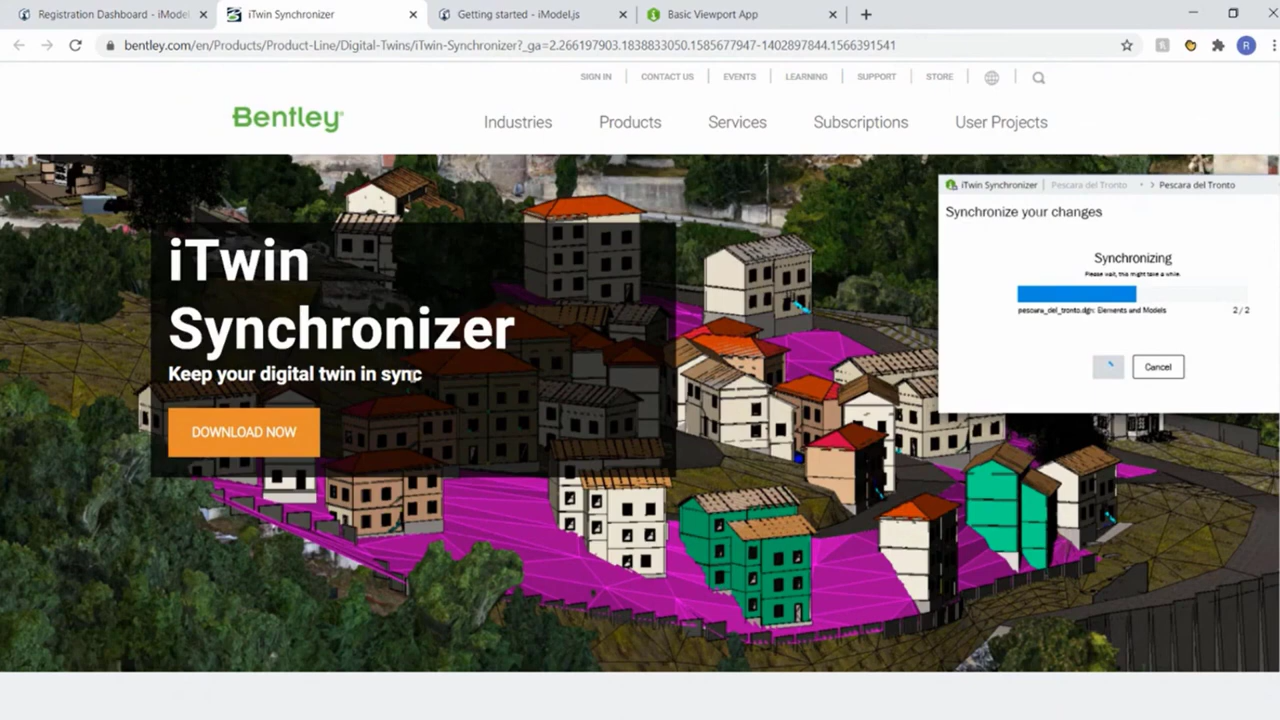 Registration Dashboard - iModel
iTwin Synchronizer
Getting started - iModel.js
Basic Viewport App
bentley.com/en/Products/Product-Line/Digital-Twins/iTwin-Synchronizer?_ga=2.266197903.1838833050.1585677947-1402897844.1566391541
R
SIGN IN
CONTACT US
EVENTS
LEARNING
SUPPORT
STORE
Bentley
Industries
Products
Services
Subscriptions
User Projects
iTwin Synchronizer
Pescara del Tronto
Pescara del Tronto
Synchronize your changes
Synchronizing
Please wait, this might take a while.
pescara_del_tronto.dgn: Elements and Models
2 / 2
Cancel
iTwin
Synchronizer
Keep your digital twin in sync
DOWNLOAD NOW